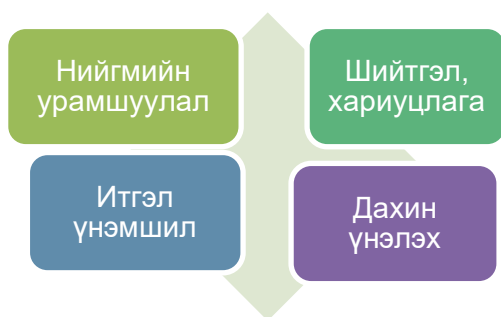 Нийгмийн
урамшуулал
Шийтгэл,
хариуцлага
Итгэл
үнэмшил
Дахин
үнэлэх